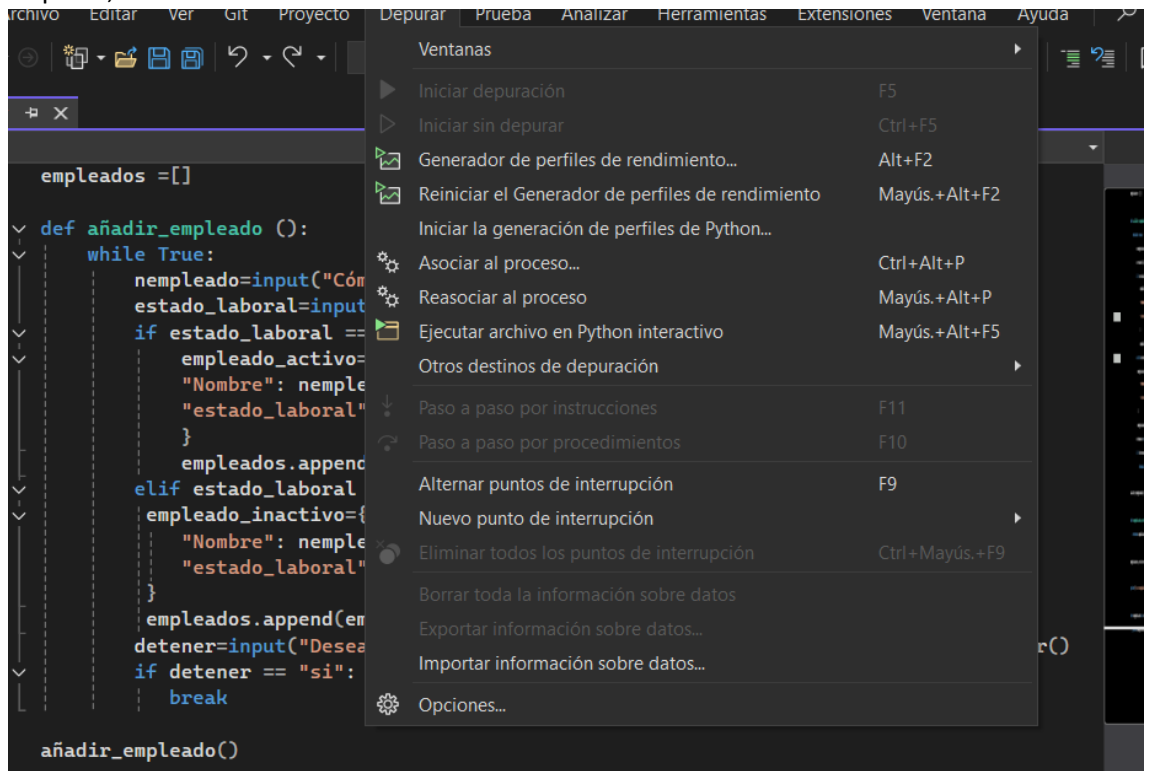 Archivo Editar Ver Git Proyecto Depurar Prueba Analizar Herramientas Extensiones Ventana Ayuda
Ventanas
Iniciar depuración F5
Iniciar sin depurar Ctrl+F5
Generador de perfiles de rendimiento... Alt+F2
Reiniciar el Generador de perfiles de rendimiento Mayús.+Alt+F2
Iniciar la generación de perfiles de Python...
Asociar al proceso... Ctrl+Alt+P
Reasociar al proceso Mayús.+Alt+P
Ejecutar archivo en Python interactivo Mayús.+Alt+F5
Otros destinos de depuración
Paso a paso por instrucciones F11
Paso a paso por procedimientos F10
Alternar puntos de interrupción F9
Nuevo punto de interrupción
Eliminar todos los puntos de interrupción Ctrl+Mayús.+F9
Borrar toda la información sobre datos
Exportar información sobre datos...
Importar información sobre datos...
Opciones...
empleados =[]
def añadir_empleado ():
while True:
nempleado=input("Cóm
estado_laboral=input
if estado_laboral ==
empleado_activo=
"Nombre": nemple
"estado_laboral"
}
empleados.append
elif estado_laboral
empleado_inactivo={
"Nombre": nemple
"estado_laboral"
}
empleados.append(em
detener=input("Desea r()
if detener == "si":
break
añadir_empleado()